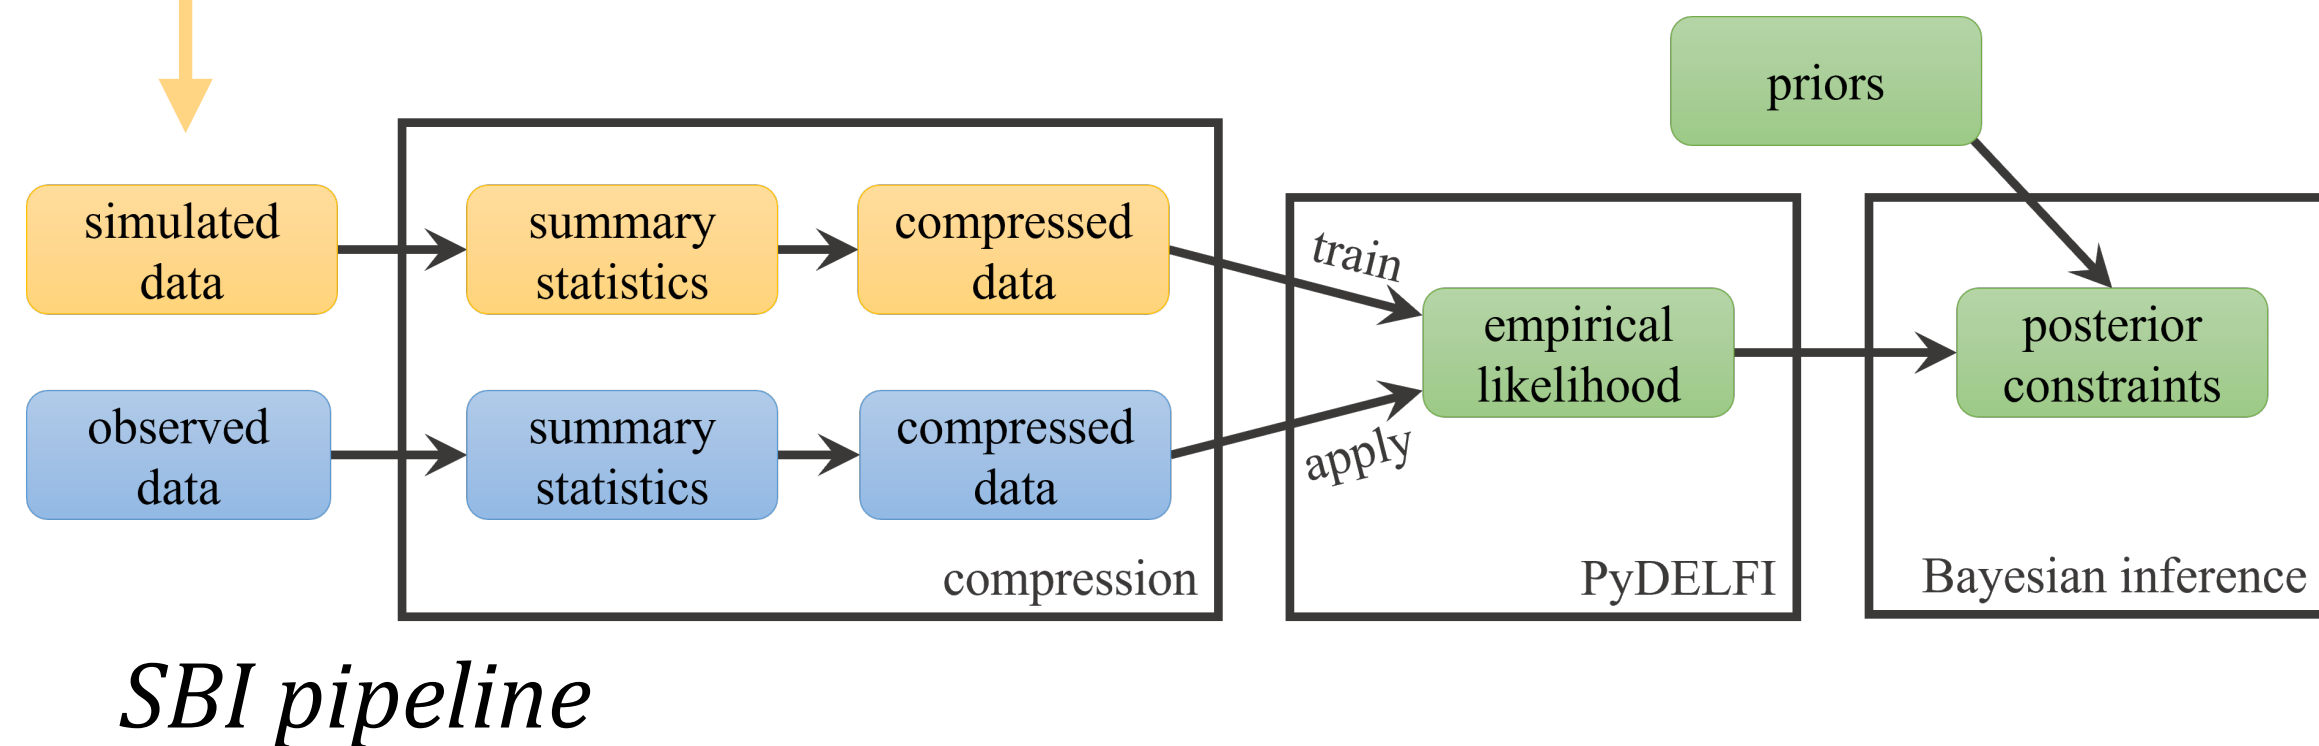 priors
simulated
data
summary
statistics
compressed
data
train
empirical
likelihood
posterior
constraints
observed
data
summary
statistics
compressed
data
apply
compression
PyDELFI
Bayesian inference
SBI pipeline